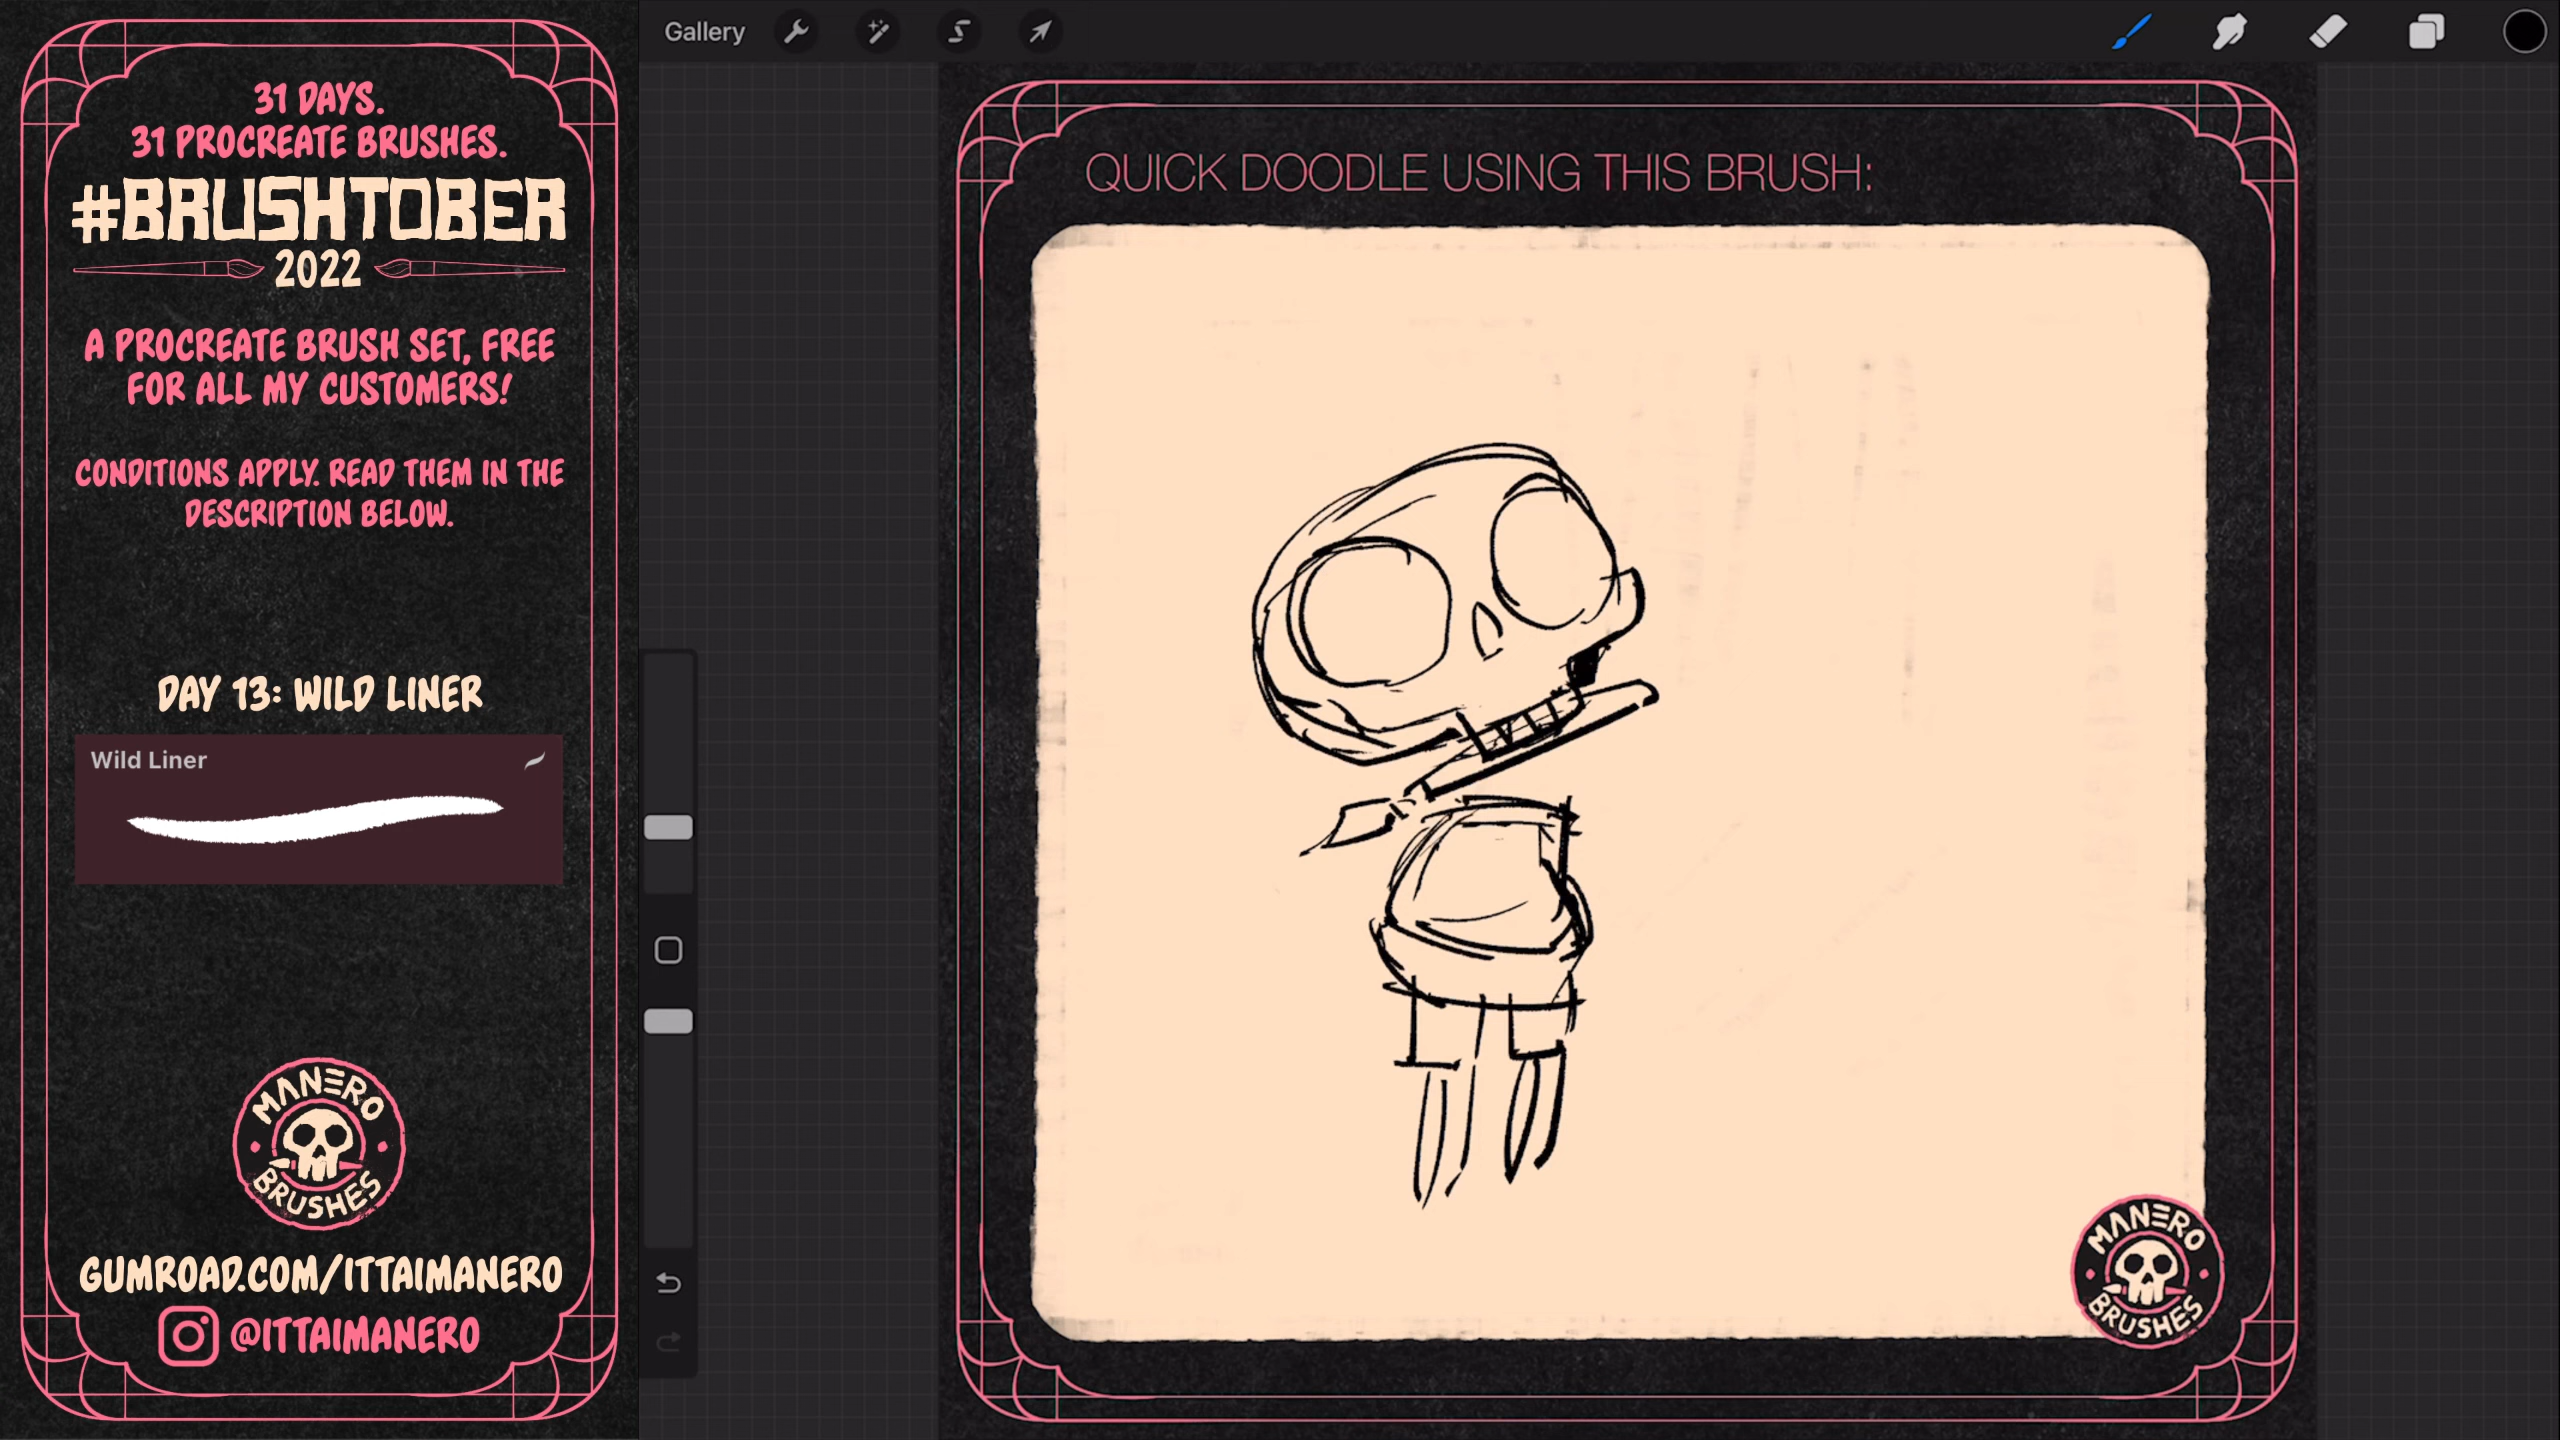 31 DAYS.
31 PROCREATE BRUSHES.
#BRUSHTOBER
2022
A PROCREATE BRUSH SET, FREE
FOR ALL MY CUSTOMERS!
CONDITIONS APPLY. READ THEM IN THE
DESCRIPTION BELOW.
DAY 13: WILD LINER
Wild Liner
MANERO
BRUSHES
GUMROAD.COM/ITTAIMANERO
@ITTAIMANERO
Gallery
QUICK DOODLE USING THIS BRUSH:
MANERO
BRUSHES